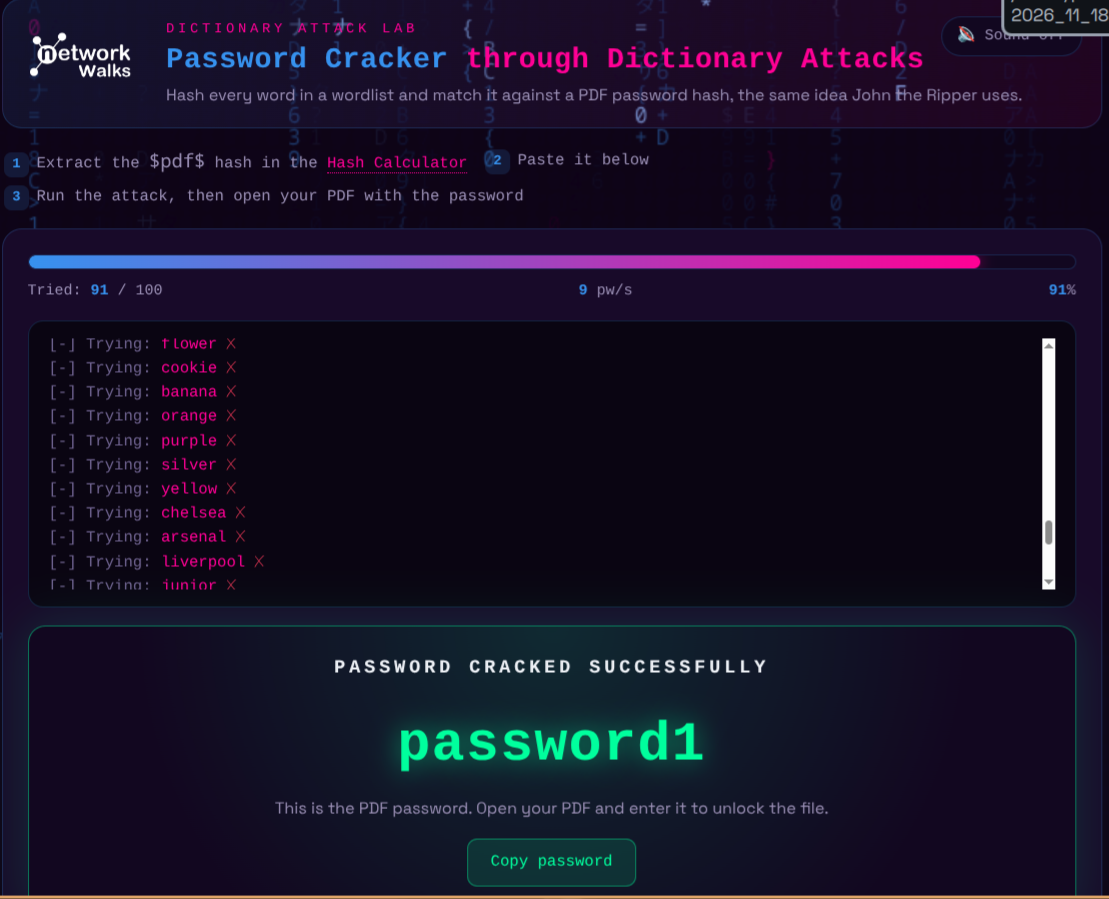 network
Walks
DICTIONARY ATTACK LAB
Password Cracker through Dictionary Attacks
Hash every word in a wordlist and match it against a PDF password hash, the same idea John the Ripper uses.
2026_11_18
1 Extract the $pdf$ hash in the Hash Calculator
2 Paste it below
3 Run the attack, then open your PDF with the password
Tried: 91 / 100
9 pw/s
91%
[-] Trying: flower X
[-] Trying: cookie X
[-] Trying: banana X
[-] Trying: orange X
[-] Trying: purple X
[-] Trying: silver X
[-] Trying: yellow X
[-] Trying: chelsea X
[-] Trying: arsenal X
[-] Trying: liverpool X
[-] Trying: junior X
PASSWORD CRACKED SUCCESSFULLY
password1
This is the PDF password. Open your PDF and enter it to unlock the file.
Copy password